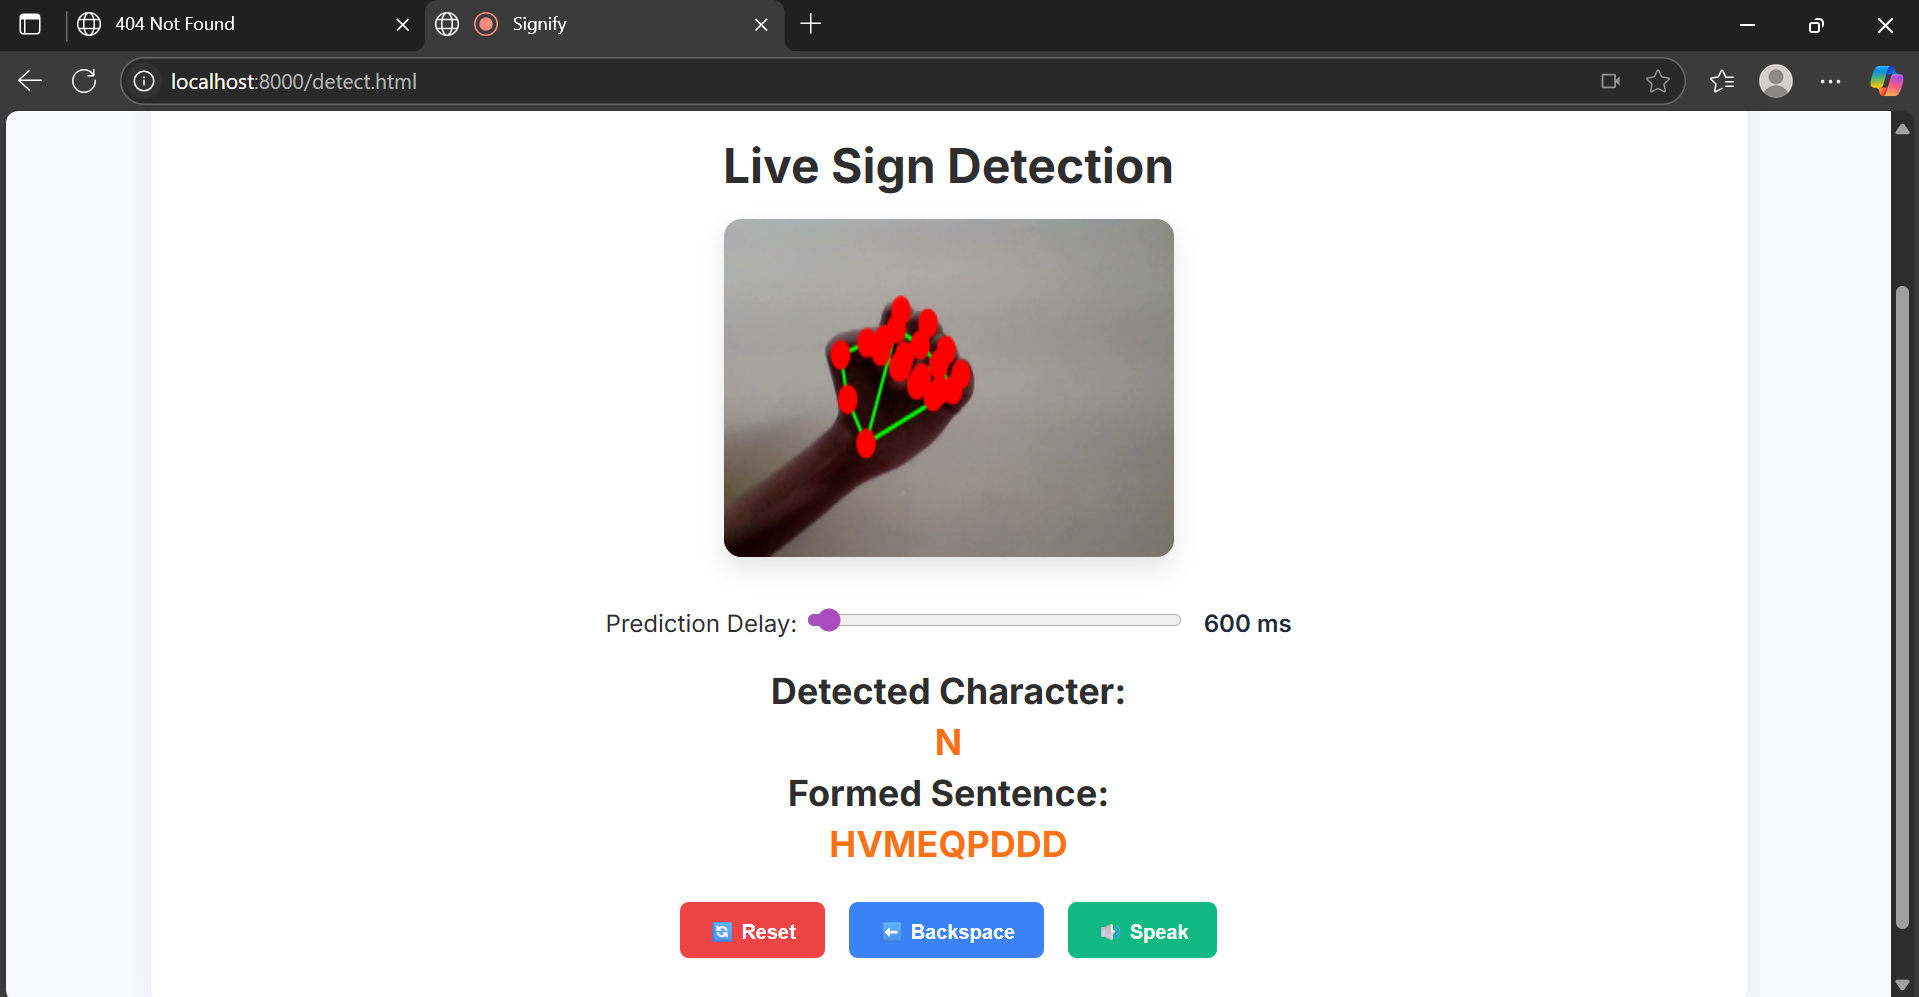 404 Not Found
Signify
localhost:8000/detect.html
Live Sign Detection
Prediction Delay: 600 ms
Detected Character:
N
Formed Sentence:
HVMEQPDDD
Reset
Backspace
Speak